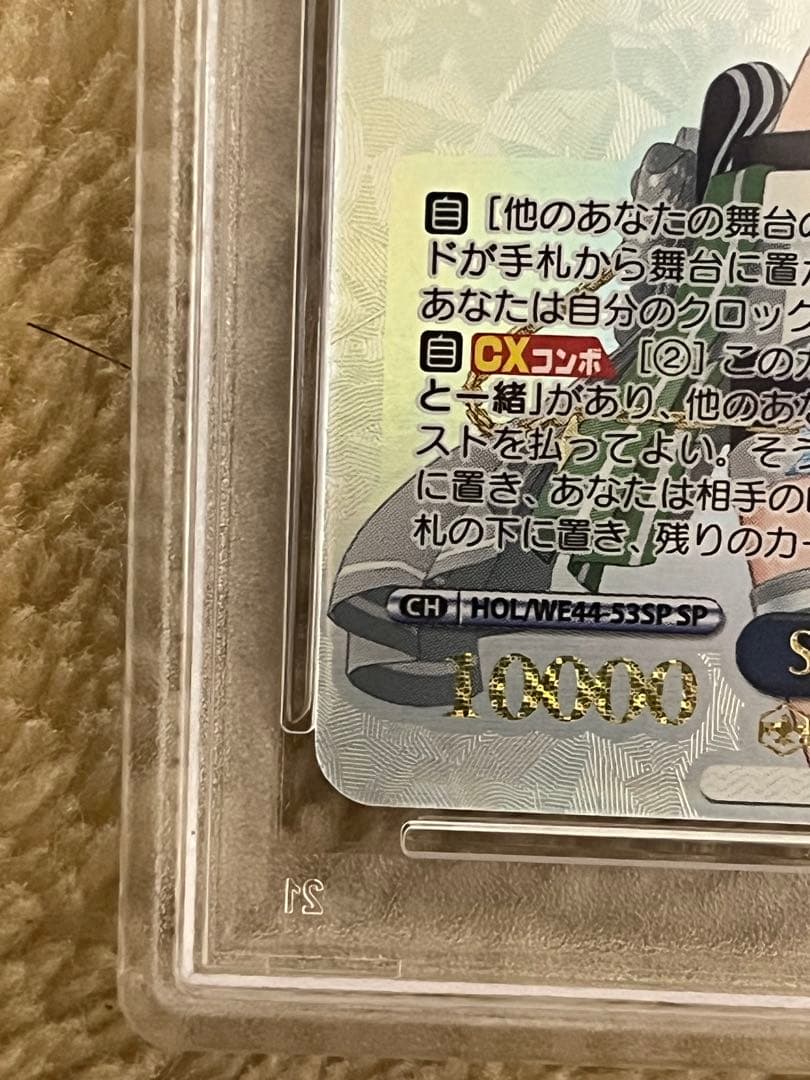 自 [他のあなたの舞台の
ドが手札から舞台に置か
あなたは自分のクロック
自 CXコンボ [②] このカ
と一緒」があり、他のあな
ストを払ってよい。そう
に置き、あなたは相手の
札の下に置き、残りのカー
CH HOL/WE44-53SP SP
10000
S
21